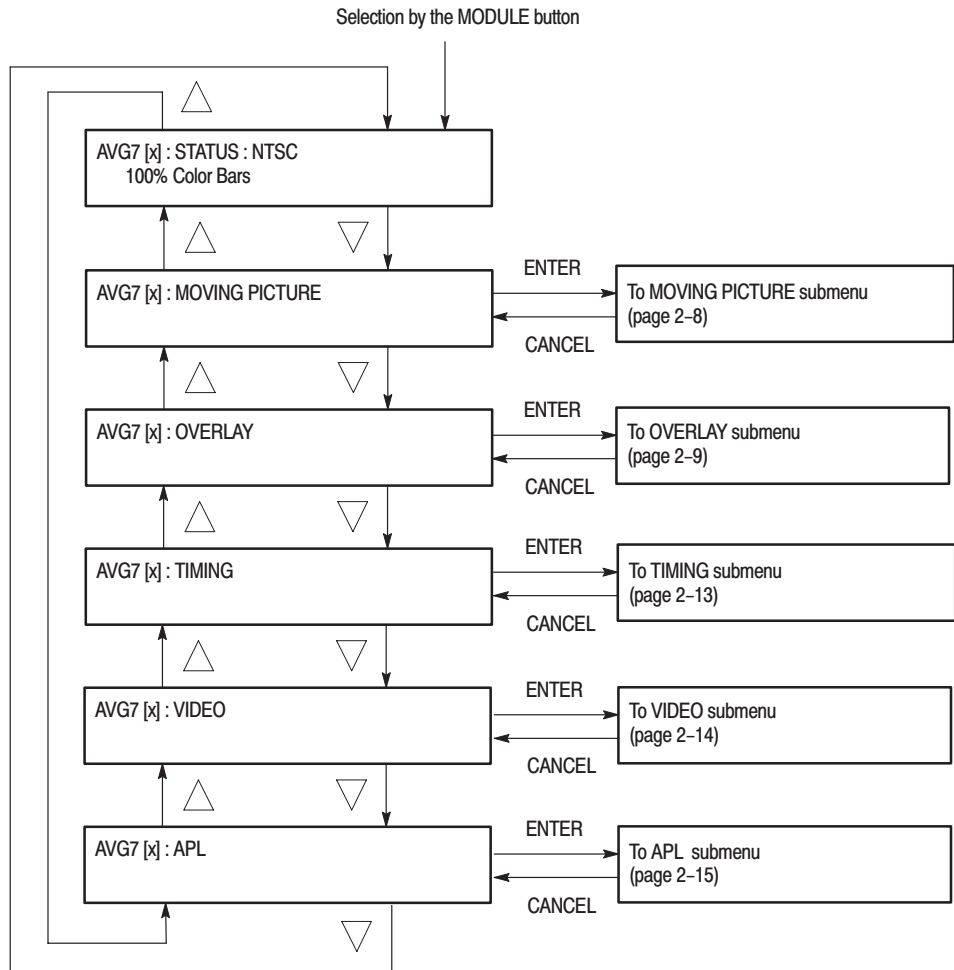 Selection by the MODULE button
AVG7 [x] : STATUS : NTSC
100% Color Bars
AVG7 [x] : MOVING PICTURE
ENTER
CANCEL
To MOVING PICTURE submenu
(page 2–8)
AVG7 [x] : OVERLAY
ENTER
CANCEL
To OVERLAY submenu
(page 2–9)
AVG7 [x] : TIMING
ENTER
CANCEL
To TIMING submenu
(page 2–13)
AVG7 [x] : VIDEO
ENTER
CANCEL
To VIDEO submenu
(page 2–14)
AVG7 [x] : APL
ENTER
CANCEL
To APL submenu
(page 2–15)